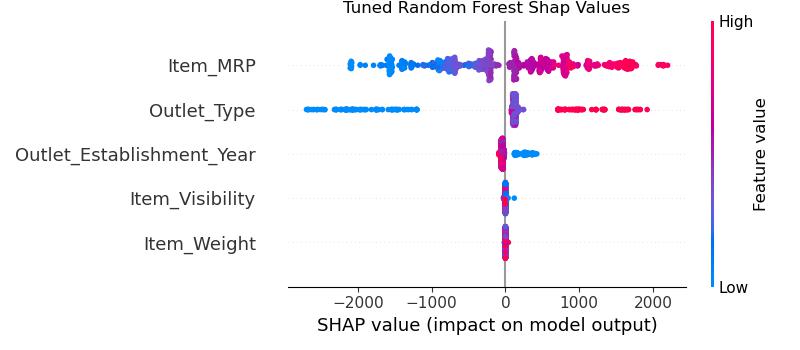 Tuned Random Forest Shap Values
High
Item_MRP
Outlet_Type
Outlet_Establishment_Year
Item_Visibility
Item_Weight
Feature value
Low
−2000 −1000 0 1000 2000
SHAP value (impact on model output)